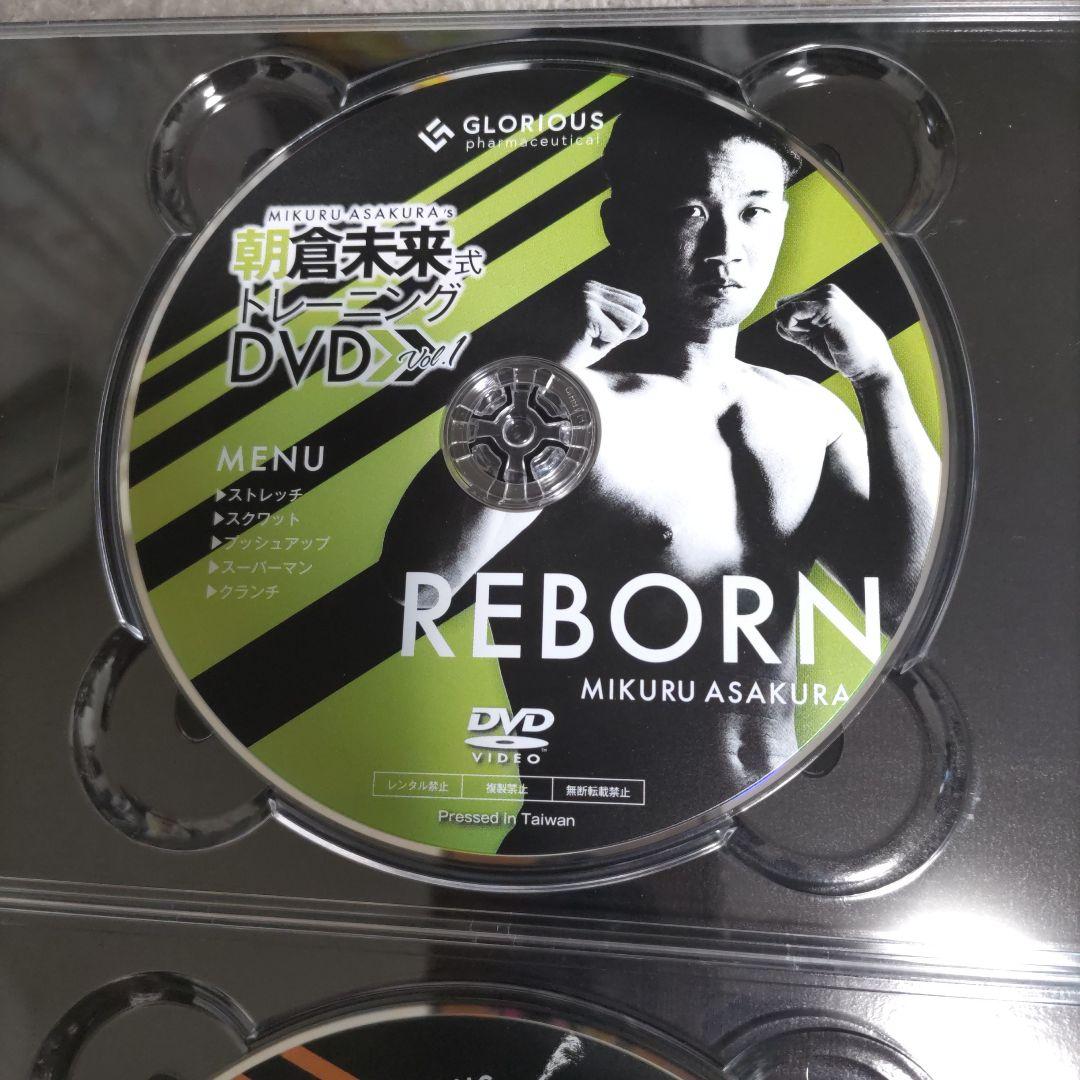 GLORIOUS
pharmaceutical
MIKURU ASAKURA's
朝倉未来式
トレーニング
DVD Vol.1
MENU
▶ストレッチ
▶スクワット
▶プッシュアップ
▶スーパーマン
▶クランチ
REBORN
MIKURU ASAKURA
DVD
VIDEO™
レンタル禁止 複製禁止 無断転載禁止
Pressed in Taiwan